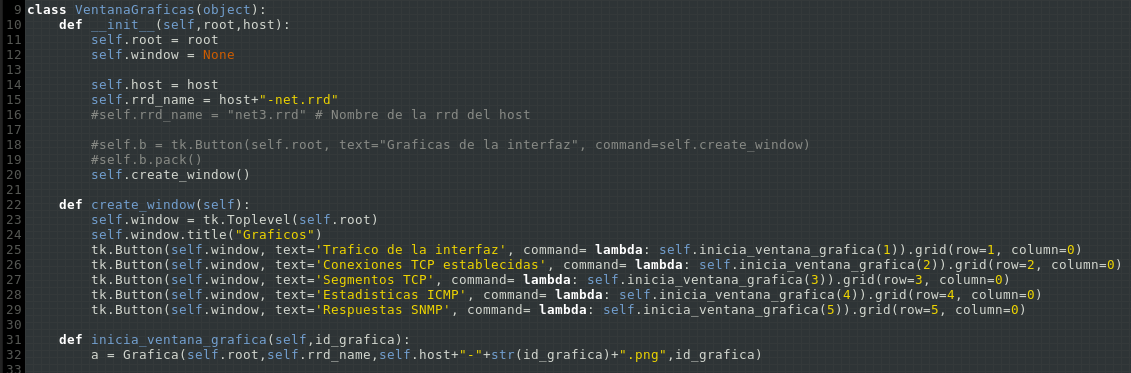 9 class VentanaGraficas(object):
10     def __init__(self,root,host):
11         self.root = root
12         self.window = None
13
14         self.host = host
15         self.rrd_name = host+"-net.rrd"
16         #self.rrd_name = "net3.rrd" # Nombre de la rrd del host
17
18         #self.b = tk.Button(self.root, text="Graficas de la interfaz", command=self.create_window)
19         #self.b.pack()
20         self.create_window()
21
22     def create_window(self):
23         self.window = tk.Toplevel(self.root)
24         self.window.title("Graficos")
25         tk.Button(self.window, text='Trafico de la interfaz', command= lambda: self.inicia_ventana_grafica(1)).grid(row=1, column=0)
26         tk.Button(self.window, text='Conexiones TCP establecidas', command= lambda: self.inicia_ventana_grafica(2)).grid(row=2, column=0)
27         tk.Button(self.window, text='Segmentos TCP', command= lambda: self.inicia_ventana_grafica(3)).grid(row=3, column=0)
28         tk.Button(self.window, text='Estadisticas ICMP', command= lambda: self.inicia_ventana_grafica(4)).grid(row=4, column=0)
29         tk.Button(self.window, text='Respuestas SNMP', command= lambda: self.inicia_ventana_grafica(5)).grid(row=5, column=0)
30
31     def inicia_ventana_grafica(self,id_grafica):
32         a = Grafica(self.root,self.rrd_name,self.host+"-"+str(id_grafica)+".png",id_grafica)
33